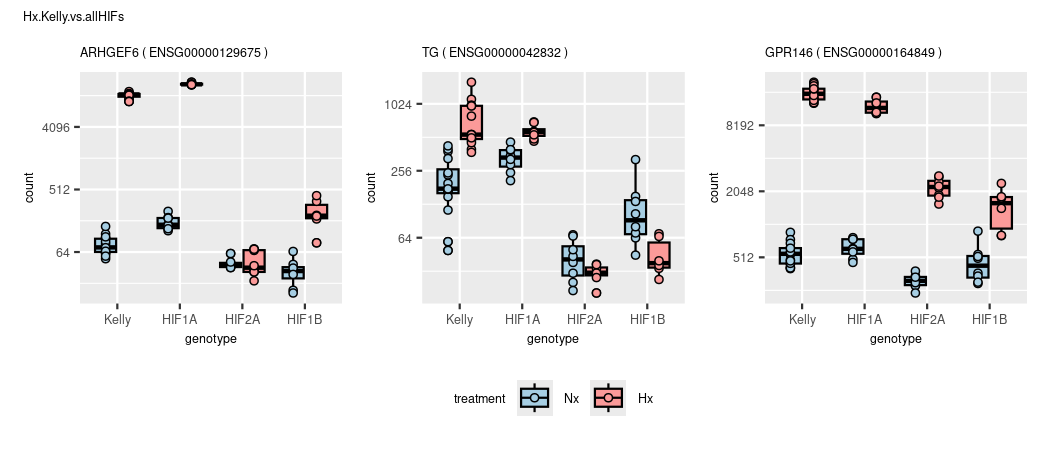 Hx.Kelly.vs.allHIFs
ARHGEF6 ( ENSG00000129675 )
4096
512
64
count
Kelly HIF1A HIF2A HIF1B
genotype
TG ( ENSG00000042832 )
1024
256
64
count
Kelly HIF1A HIF2A HIF1B
genotype
GPR146 ( ENSG00000164849 )
8192
2048
512
count
Kelly HIF1A HIF2A HIF1B
genotype
treatment Nx Hx